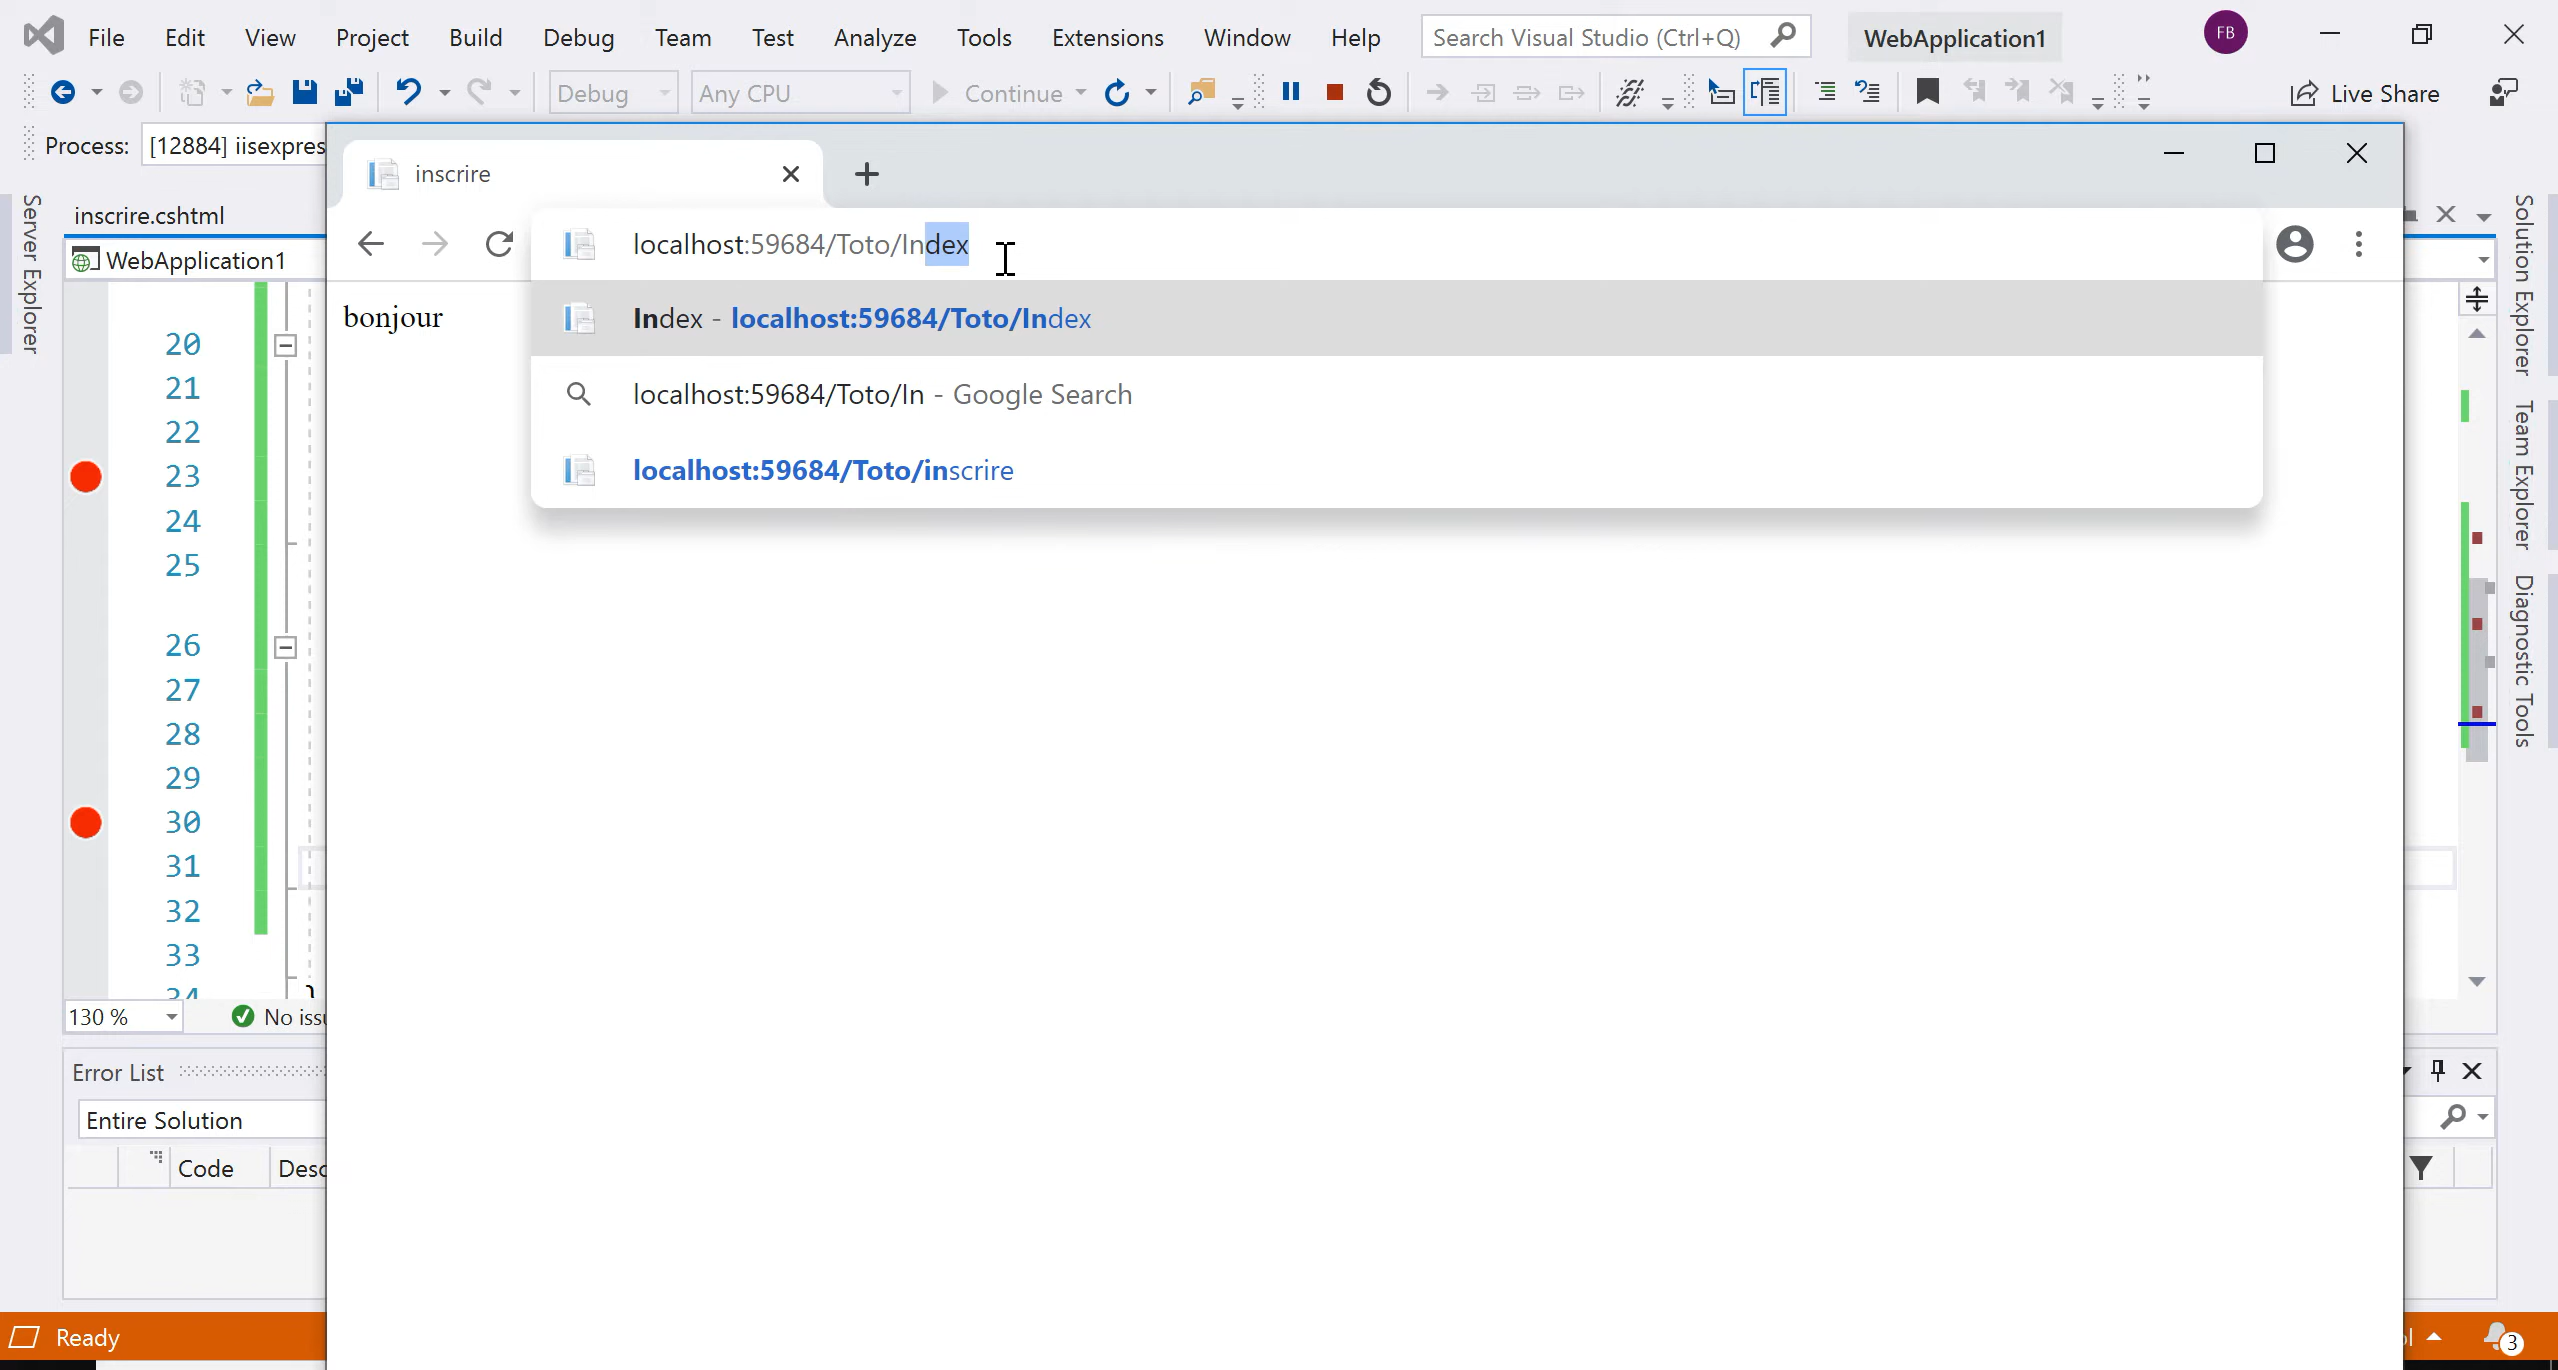 File Edit View Project Build Debug Team Test Analyze Tools Extensions Window Help Search Visual Studio (Ctrl+Q) WebApplication1 FB
Debug Any CPU Continue Live Share
Process: [12884] iisexpres
inscrire
inscrire.cshtml
localhost:59684/Toto/Index
WebApplication1
Index - localhost:59684/Toto/Index
bonjour
localhost:59684/Toto/In - Google Search
localhost:59684/Toto/inscrire
Server Explorer
Solution Explorer
Team Explorer
Diagnostic Tools
20
21
22
23
24
25
26
27
28
29
30
31
32
33
34 }
130 % No issu
Error List
Entire Solution
Code Desc
Ready 3